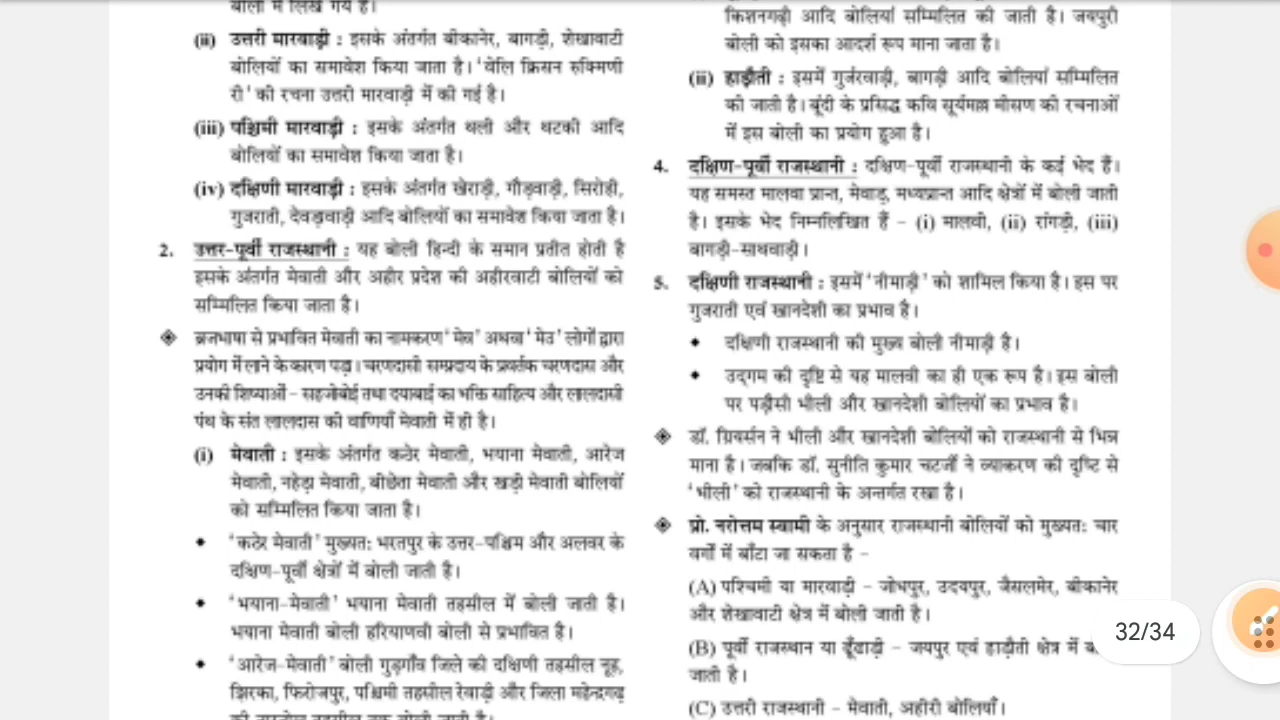 बोली में लिखे गये हैं।
(ii) उत्तरी मारवाड़ी : इसके अंतर्गत बीकानेर, बागड़ी, शेखावाटी
बोलियों का समावेश किया जाता है। 'वेलि क्रिसन रुक्मिणी
री' की रचना उत्तरी मारवाड़ी में की गई है।
(iii) पश्चिमी मारवाड़ी : इसके अंतर्गत थली और थटकी आदि
बोलियों का समावेश किया जाता है।
(iv) दक्षिणी मारवाड़ी : इसके अंतर्गत खेराड़ी, गौड़वाड़ी, सिरोही,
गुजराती, देवड़ावाड़ी आदि बोलियों का समावेश किया जाता है।
2. उत्तर-पूर्वी राजस्थानी : यह बोली हिन्दी के समान प्रतीत होती है
इसके अंतर्गत मेवाती और अहीर प्रदेश की अहीरवाटी बोलियों को
सम्मिलित किया जाता है।
ब्रजभाषा से प्रभावित मेवाती का नामकरण 'मेव' अथवा 'मेउ' लोगों द्वारा
प्रयोग में लाने के कारण पड़ा। चरणदासी सम्प्रदाय के प्रवर्तक चरणदास और
उनकी शिष्याओं - सहजोबाई तथा दयाबाई का भक्ति साहित्य और लालदासी
पंथ के संत लालदास की वाणियाँ मेवाती में ही है।
(i) मेवाती : इसके अंतर्गत कठेर मेवाती, भयाना मेवाती, आरेज
मेवाती, नहेड़ा मेवाती, बीछेता मेवाती और खड़ी मेवाती बोलियों
को सम्मिलित किया जाता है।
'कठेर मेवाती' मुख्यत: भरतपुर के उत्तर-पश्चिम और अलवर के
दक्षिण-पूर्वी क्षेत्रों में बोली जाती है।
'भयाना-मेवाती' भयाना मेवाती तहसील में बोली जाती है।
भयाना मेवाती बोली हरियाणवी बोली से प्रभावित है।
'आरेज-मेवाती' बोली गुड़गाँव जिले की दक्षिणी तहसील नूह,
झिरका, फिरोजपुर, पश्चिमी तहसील रेवाड़ी और जिला महेन्द्रगढ़
की तहसील तक बोली जाती है।
किशनगढ़ी आदि बोलियां सम्मिलित की जाती है। जयपुरी
बोली को इसका आदर्श रूप माना जाता है।
(ii) हाड़ौती : इसमें गुर्जरवाड़ी, बागड़ी आदि बोलियां सम्मिलित
की जाती है। बूंदी के प्रसिद्ध कवि सूर्यमल्ल मीसण की रचनाओं
में इस बोली का प्रयोग हुआ है।
4. दक्षिण-पूर्वी राजस्थानी : दक्षिण-पूर्वी राजस्थानी के कई भेद हैं।
यह समस्त मालवा प्रान्त, मेवाड़, मध्यप्रान्त आदि क्षेत्रों में बोली जाती
है। इसके भेद निम्नलिखित हैं - (i) मालवी, (ii) रांगड़ी, (iii)
बागड़ी-साथवाड़ी।
5. दक्षिणी राजस्थानी : इसमें 'नीमाड़ी' को शामिल किया है। इस पर
गुजराती एवं खानदेशी का प्रभाव है।
दक्षिणी राजस्थानी की मुख्य बोली नीमाड़ी है।
उद्गम की दृष्टि से यह मालवी का ही एक रूप है। इस बोली
पर पड़ौसी भीली और खानदेशी बोलियों का प्रभाव है।
डॉ. ग्रियर्सन ने भीली और खानदेशी बोलियों को राजस्थानी से भिन्न
माना है। जबकि डॉ. सुनीति कुमार चटर्जी ने व्याकरण की दृष्टि से
'भीली' को राजस्थानी के अन्तर्गत रखा है।
प्रो. नरोत्तम स्वामी के अनुसार राजस्थानी बोलियों को मुख्यत: चार
वर्गों में बाँटा जा सकता है -
(A) पश्चिमी या मारवाड़ी - जोधपुर, उदयपुर, जैसलमेर, बीकानेर
और शेखावाटी क्षेत्र में बोली जाती है।
(B) पूर्वी राजस्थान या ढूँढाड़ी - जयपुर एवं हाड़ौती क्षेत्र में
जाती है।
(C) उत्तरी राजस्थानी - मेवाती, अहीरी बोलियाँ।
32/34